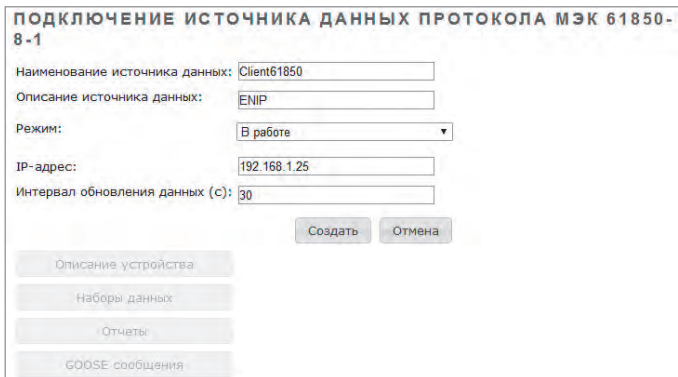 ПОДКЛЮЧЕНИЕ ИСТОЧНИКА ДАННЫХ ПРОТОКОЛА МЭК 61850-
8-1
Наименование источника данных: Client61850
Описание источника данных: ENIP
Режим: В работе
IP-адрес: 192.168.1.25
Интервал обновления данных (с): 30
Создать Отмена
Описание устройства
Наборы данных
Отчеты
GOOSE сообщения